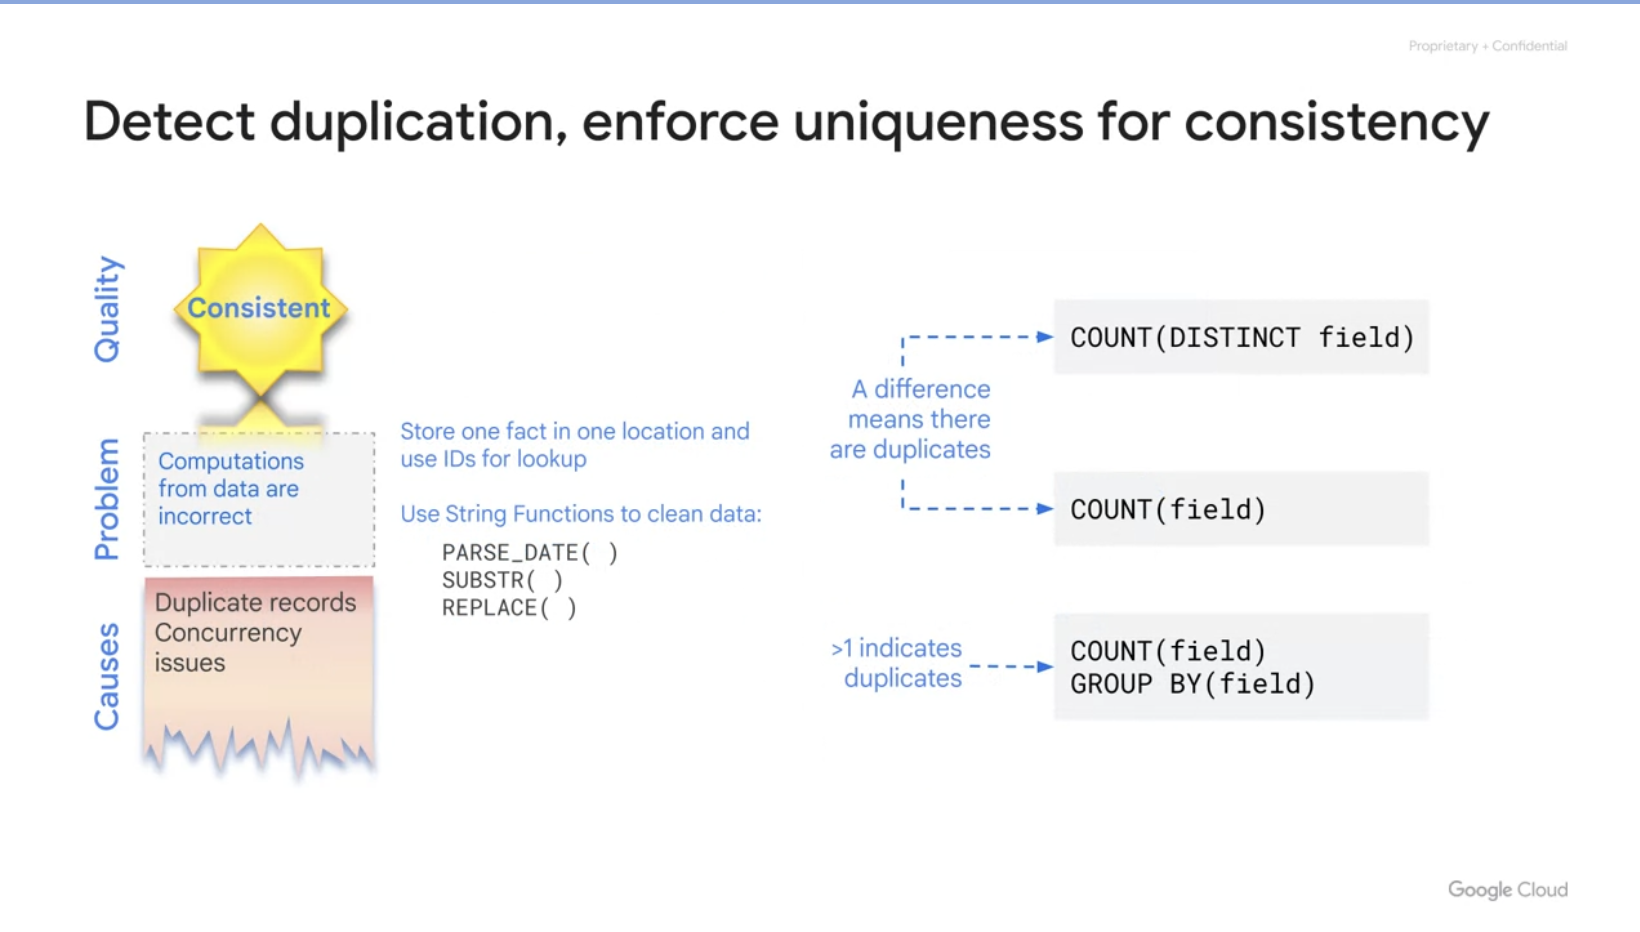 Proprietary + Confidential
Detect duplication, enforce uniqueness for consistency
Quality
Consistent
Problem
Computations
from data are
incorrect
Causes
Duplicate records
Concurrency
issues
Store one fact in one location and
use IDs for lookup
Use String Functions to clean data:
PARSE_DATE( )
SUBSTR( )
REPLACE( )
A difference
means there
are duplicates
COUNT(DISTINCT field)
COUNT(field)
>1 indicates
duplicates
COUNT(field)
GROUP BY(field)
Google Cloud